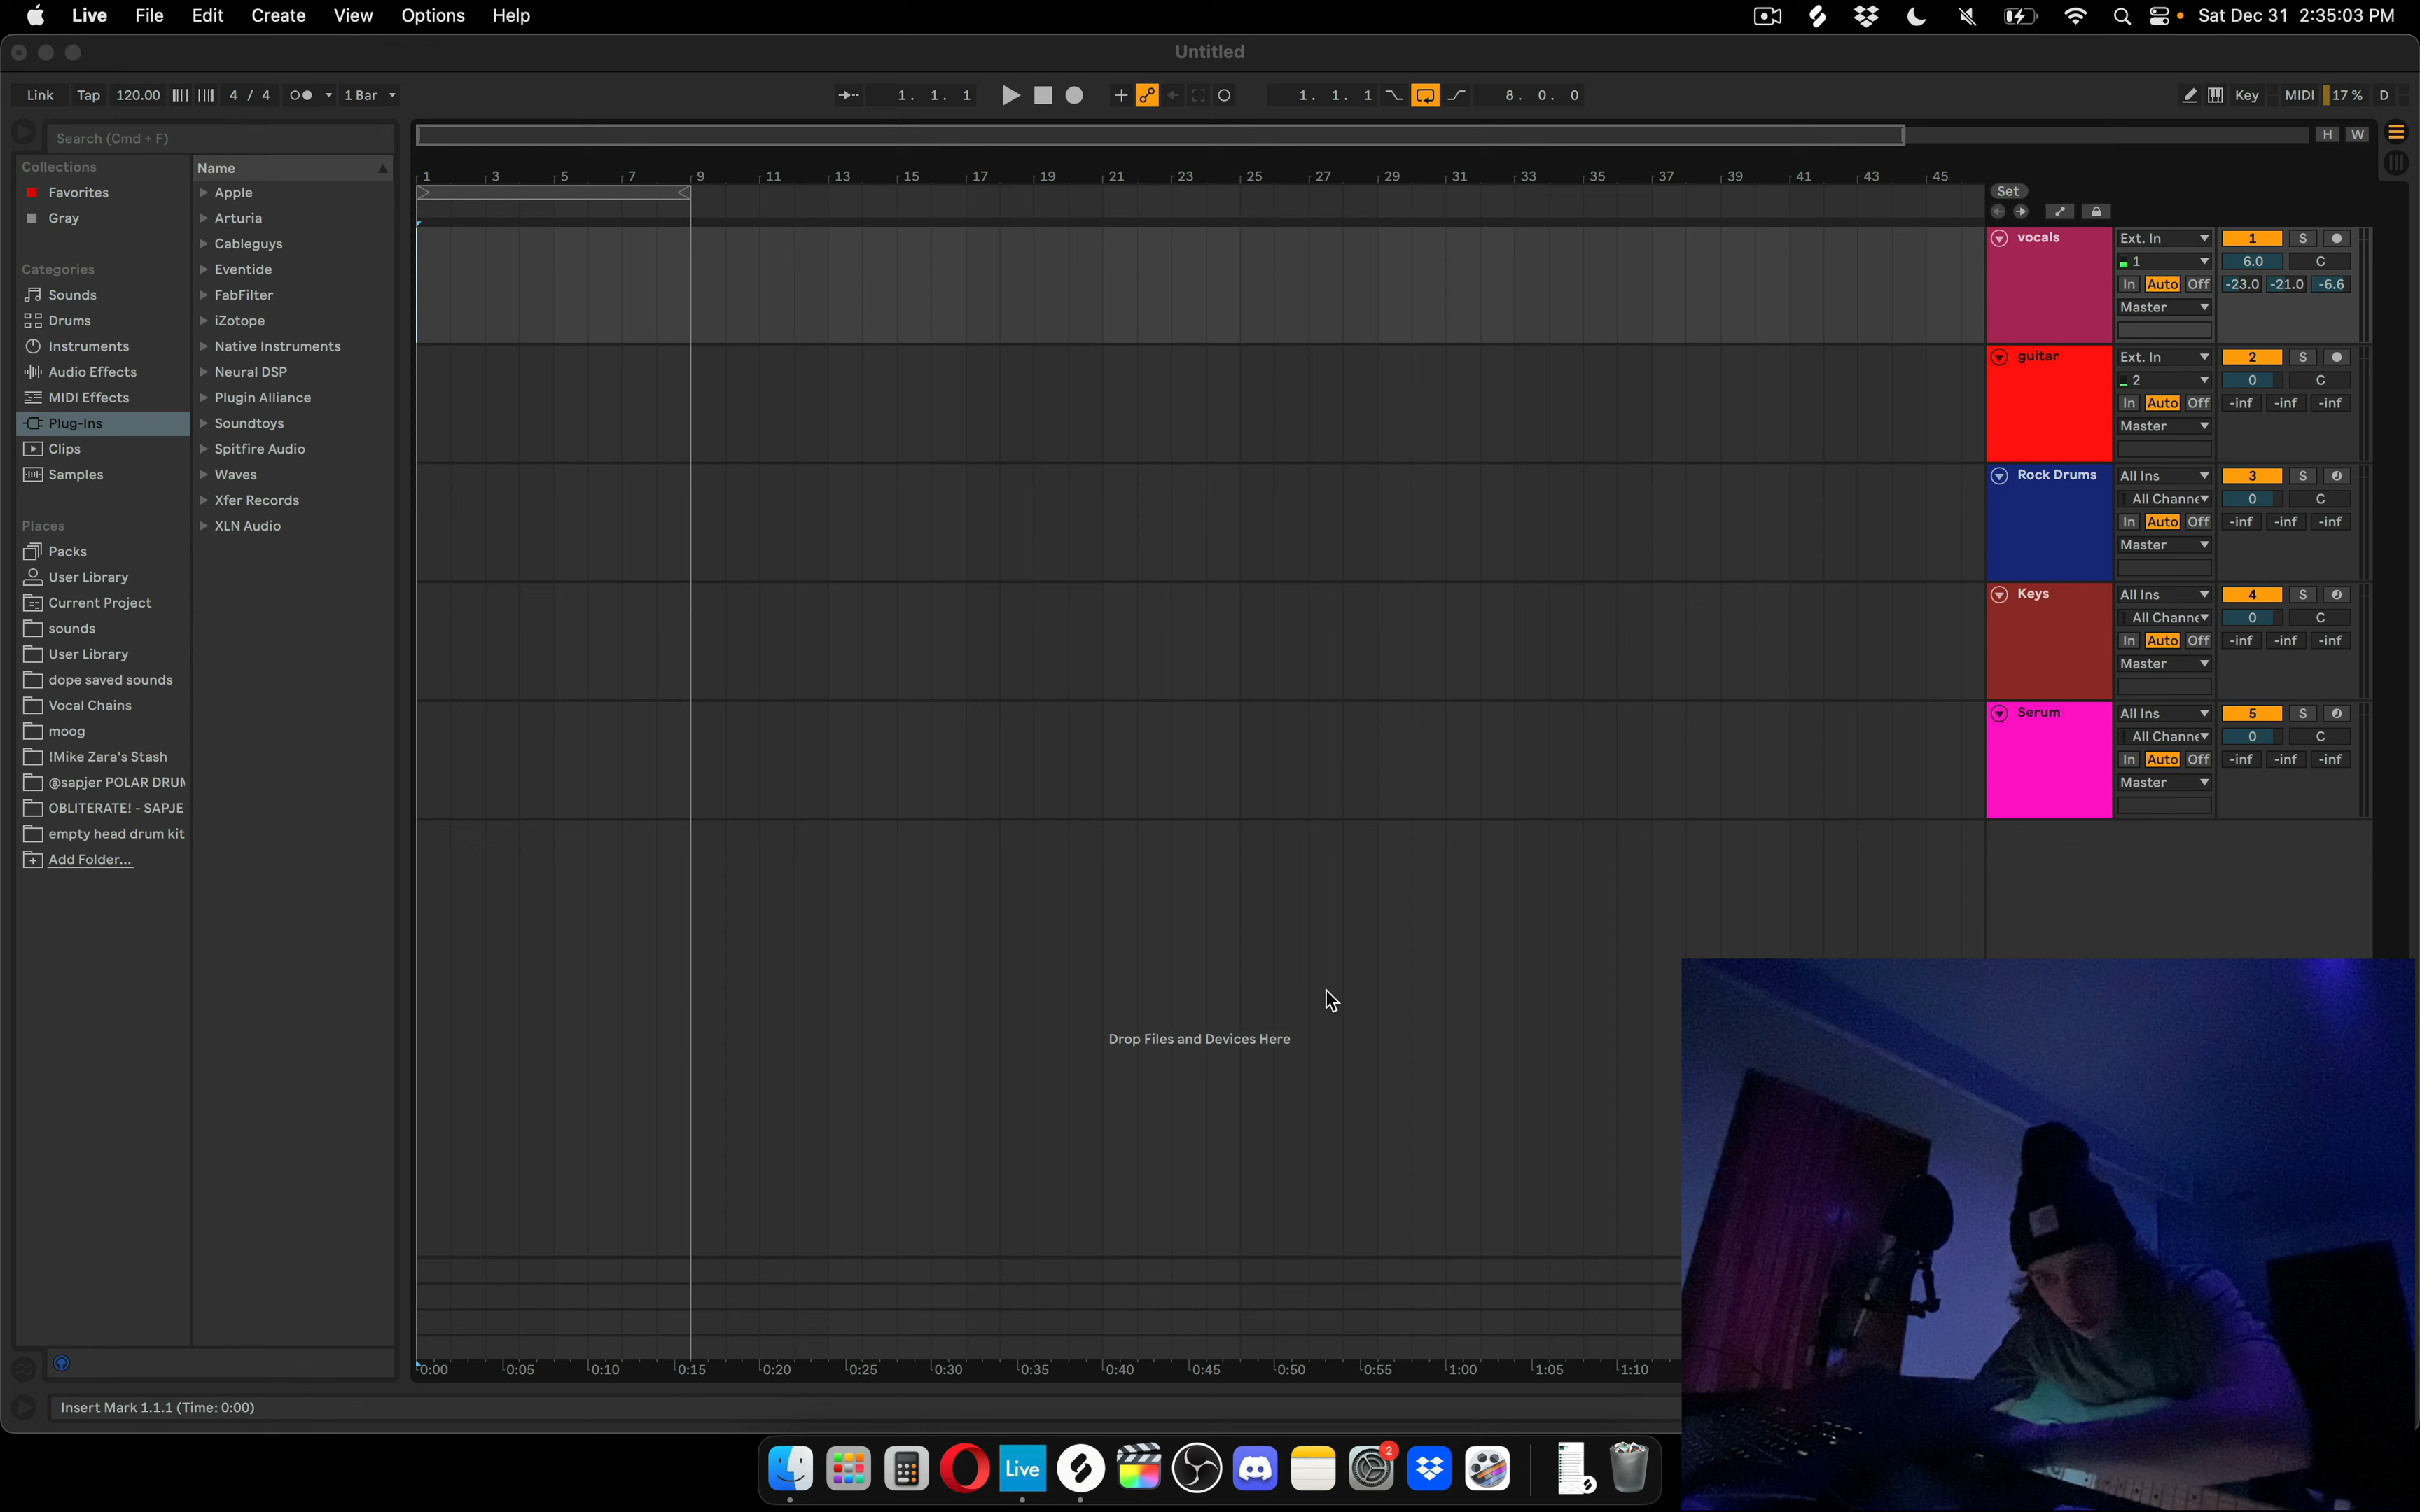 Live File Edit Create View Options Help
Sat Dec 31 2:35:03 PM
Untitled
Link Tap 120.00 4 / 4 1 Bar
1. 1. 1
1. 1. 1
8. 0. 0
Key MIDI 17 % D
Search (Cmd + F)
H W
Collections
Favorites
Gray
Categories
Sounds
Drums
Instruments
Audio Effects
MIDI Effects
Plug-Ins
Clips
Samples
Places
Packs
User Library
Current Project
sounds
User Library
dope saved sounds
Vocal Chains
moog
!Mike Zara's Stash
@sapjer POLAR DRUM
OBLITERATE! - SAPJE
empty head drum kit
Add Folder...
Name
Apple
Arturia
Cableguys
Eventide
FabFilter
iZotope
Native Instruments
Neural DSP
Plugin Alliance
Soundtoys
Spitfire Audio
Waves
Xfer Records
XLN Audio
1 3 5 7 9 11 13 15 17 19 21 23 25 27 29 31 33 35 37 39 41 43 45
Set
vocals Ext. In 1 S
1 6.0 C
In Auto Off -23.0 -21.0 -6.6
Master
guitar Ext. In 2 S
2 0 C
In Auto Off -inf -inf -inf
Master
Rock Drums All Ins 3 S
All Channe 0 C
In Auto Off -inf -inf -inf
Master
Keys All Ins 4 S
All Channe 0 C
In Auto Off -inf -inf -inf
Master
Serum All Ins 5 S
All Channe 0 C
In Auto Off -inf -inf -inf
Master
Drop Files and Devices Here
0:00 0:05 0:10 0:15 0:20 0:25 0:30 0:35 0:40 0:45 0:50 0:55 1:00 1:05 1:10
Insert Mark 1.1.1 (Time: 0:00)
Live
2